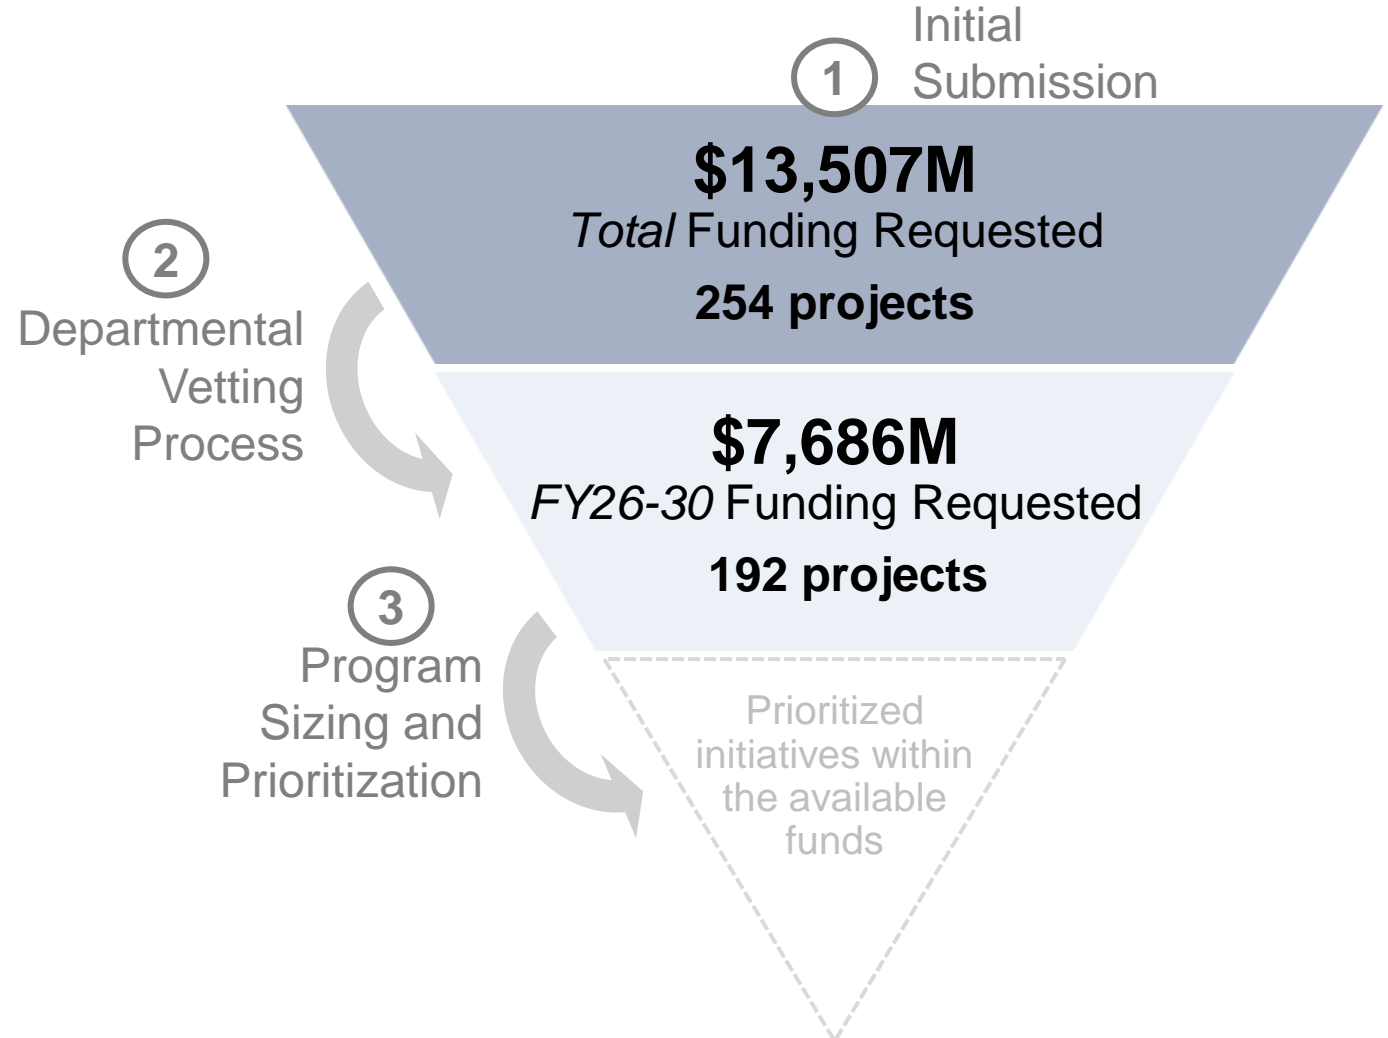 1
Initial
Submission
$13,507M
Total Funding Requested
254 projects
2
Departmental
Vetting
Process
$7,686M
FY26-30 Funding Requested
192 projects
3
Program
Sizing and
Prioritization
Prioritized
initiatives within
the available
funds